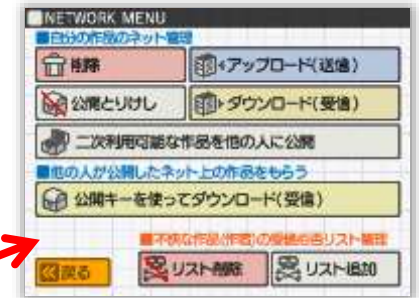 NETWORK MENU
■自分の作品のネット管理
削除
アップロード(送信)
公開とりけし
ダウンロード(受信)
二次利用可能な作品を他の人に公開
■他の人が公開したネット上の作品をもらう
公開キーを使ってダウンロード(受信)
■不快な作品(作者)の受信拒否リスト管理
戻る
リスト削除
リスト追加